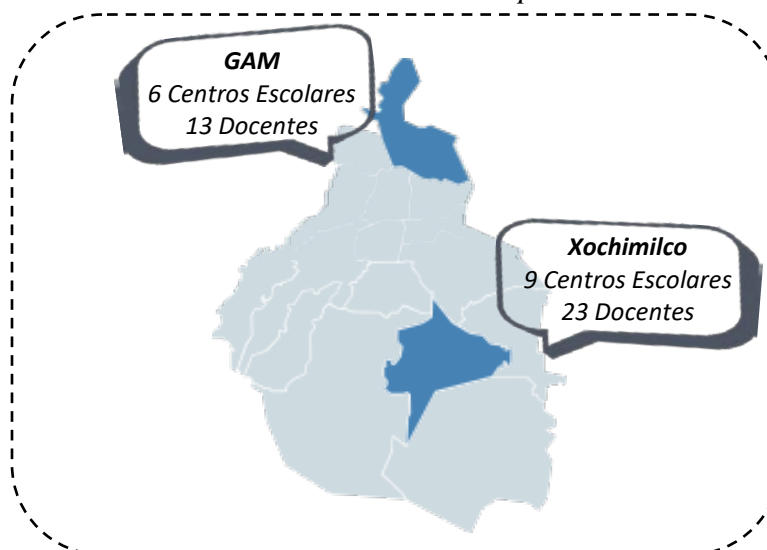 GAM
6 Centros Escolares
13 Docentes
Xochimilco
9 Centros Escolares
23 Docentes